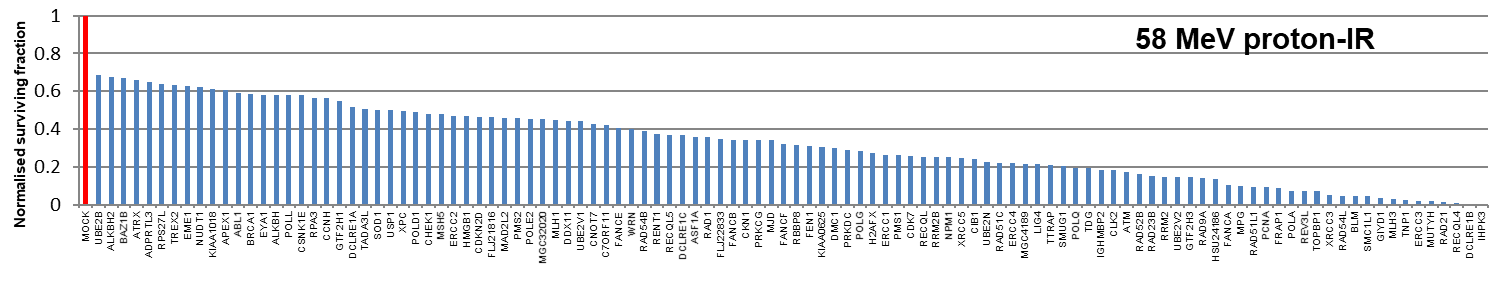 58 MeV proton-IR
Normalised surviving fraction
1
0.8
0.6
0.4
0.2
0
MOCK
UBE2B
ALKBH2
BAZ1B
ATRX
ADPRTL3
RPS27L
TREX2
EME1
NUDT1
KIAA1018
APEX1
ABL1
BRCA1
EYA1
ALKBH
POLL
CSNK1E
RPA3
CCNH
GTF2H1
DCLRE1A
TADA3L
SOD1
USP1
XPC
POLD1
CHEK1
MSH5
ERCC2
HMGB1
CDKN2D
FLJ21816
MAD2L2
PMS2
POLE2
MGC32020
MLH1
DDX11
UBE2V1
CNOT7
C7ORF11
FANCE
WRN
RAD54B
RENT1
RECQL5
DCLRE1C
ASF1A
RAD1
FLJ22833
FANCB
CKN1
PRKCG
MJD
FANCF
RBBP8
FEN1
KIAA0625
DMC1
PRKDC
POLG
H2AFX
ERCC1
PMS1
CDK7
RECQL
RRM2B
NPM1
XRCC5
CIB1
UBE2N
RAD51C
ERCC4
MGC4189
LIG4
TTRAP
SMUG1
POLQ
TDG
IGHMBP2
CLK2
ATM
RAD52B
RAD23B
RRM2
UBE2V2
GTF2H3
RAD9A
HSU24186
FANCA
MPG
RAD51L1
PCNA
FRAP1
POLA
REV3L
TOPBP1
XRCC3
RAD54L
BLM
SMC1L1
GIYD1
MLH3
TNP1
ERCC3
MUTYH
RAD21
RECQL4
DCLRE1B
IHPK3